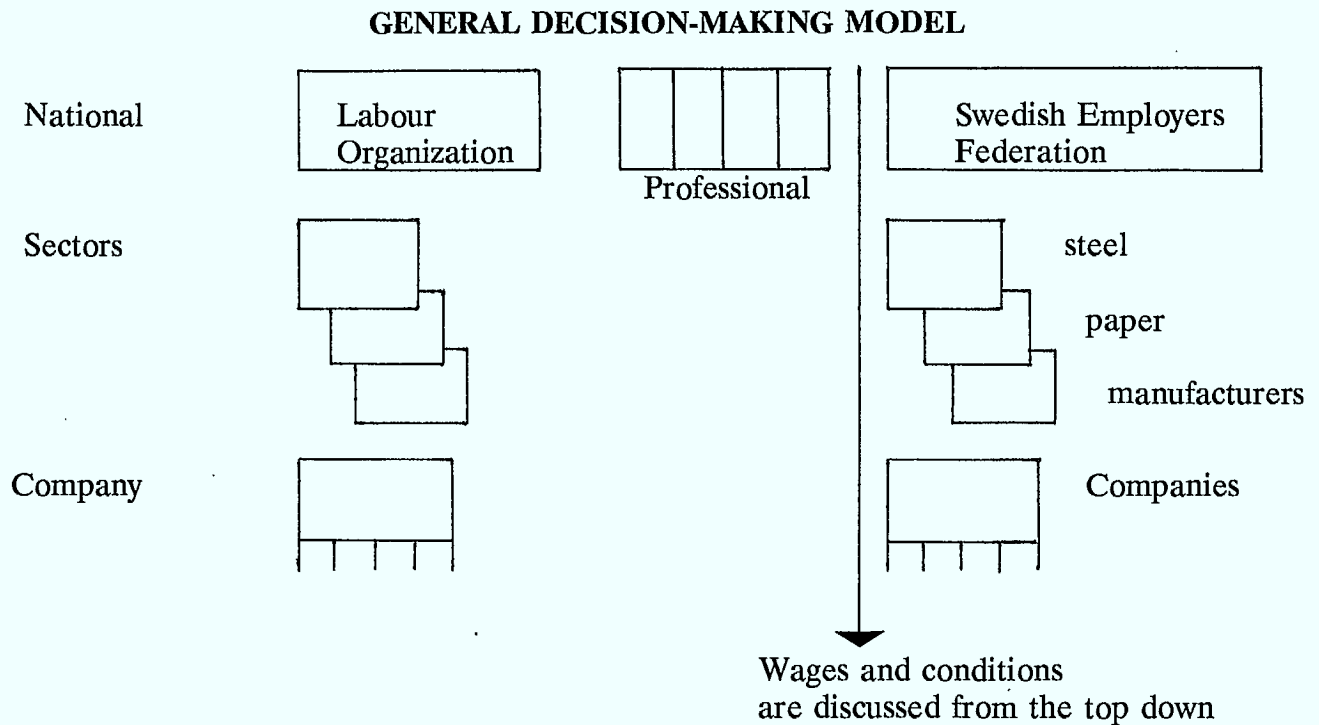 GENERAL DECISION-MAKING MODEL
National
Labour
Organization
Professional
Swedish Employers
Federation
Sectors
steel
paper
manufacturers
Company
Companies
Wages and conditions
are discussed from the top down